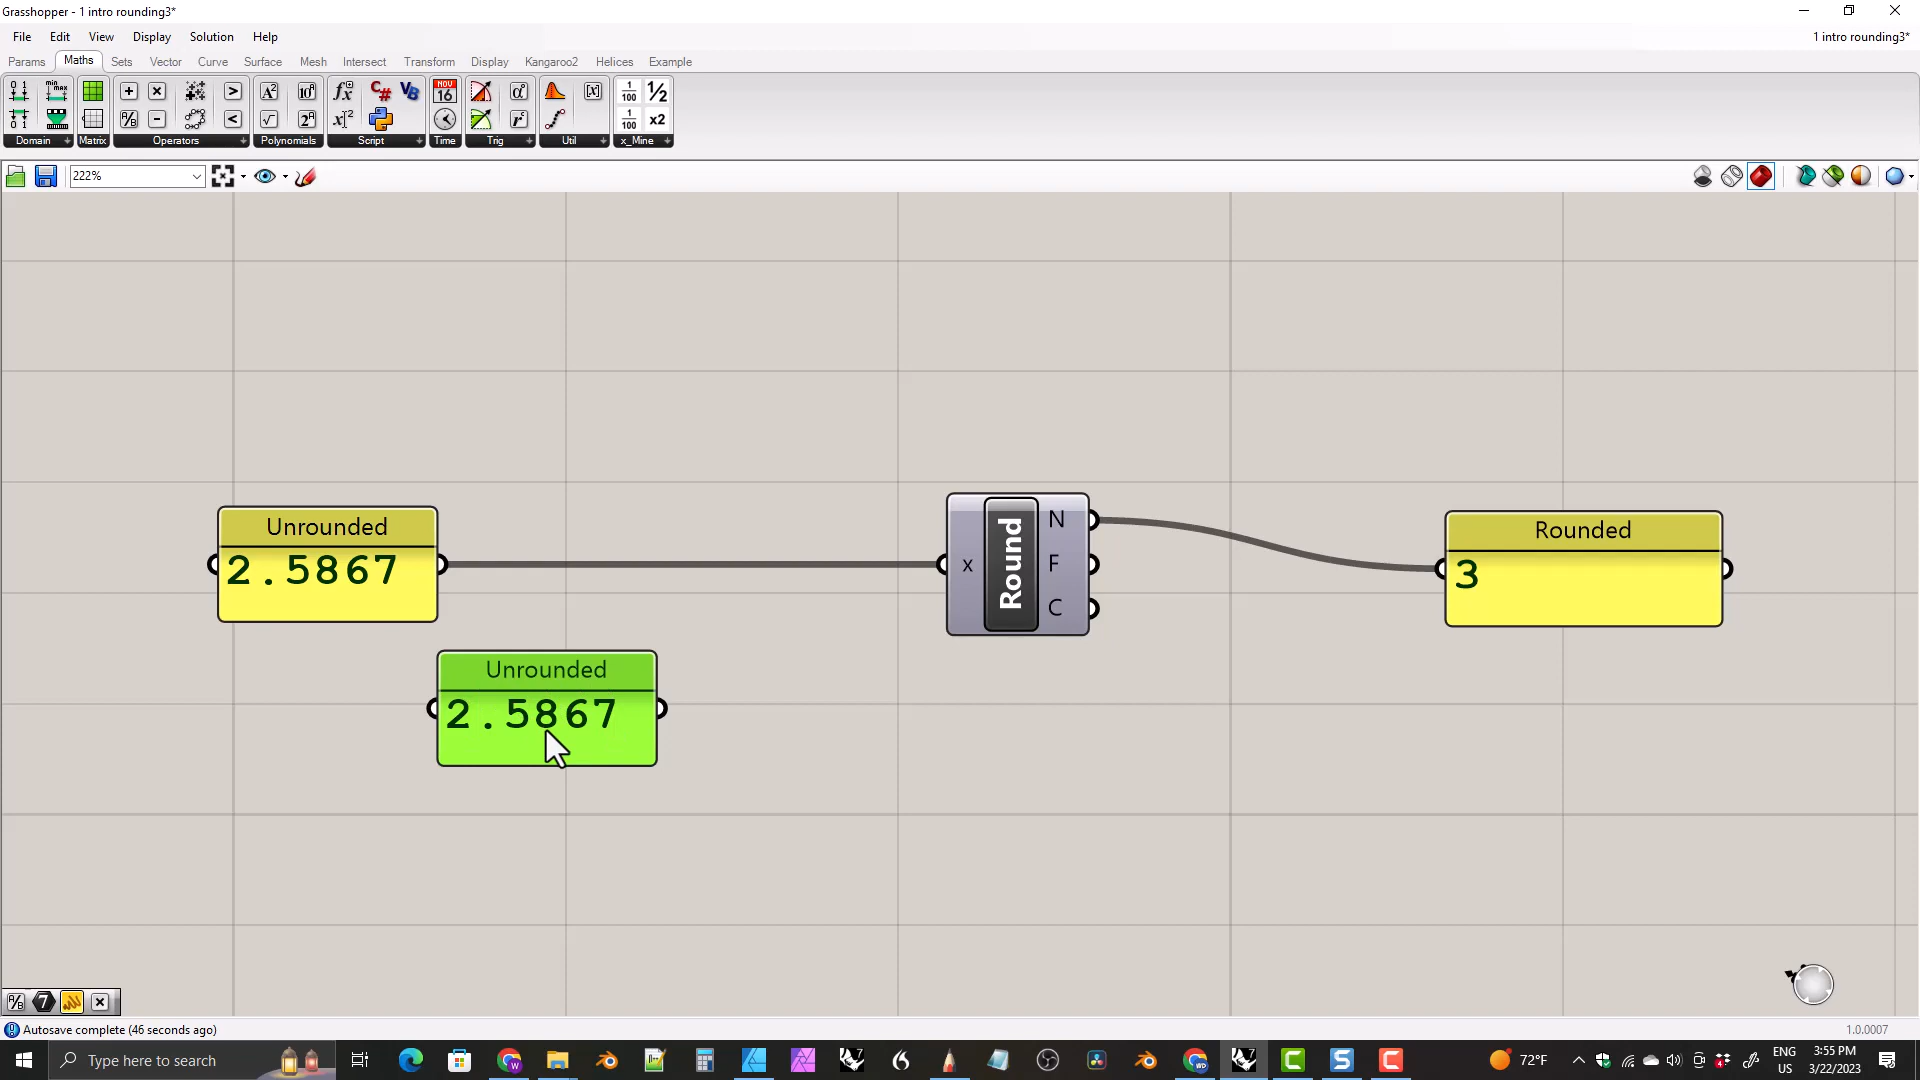 Grasshopper - 1 intro rounding3*
File Edit View Display Solution Help 1 intro rounding3*
Params Maths Sets Vector Curve Surface Mesh Intersect Transform Display Kangaroo2 Helices Example
Domain Matrix Operators Polynomials Script Time Trig Util x_Mine
222%
Unrounded
2.5867
Round
x
N
F
C
Rounded
3
Unrounded
2.5867
Autosave complete (46 seconds ago) 1.0.0007
Type here to search
72°F
ENG
US
3:55 PM
3/22/2023